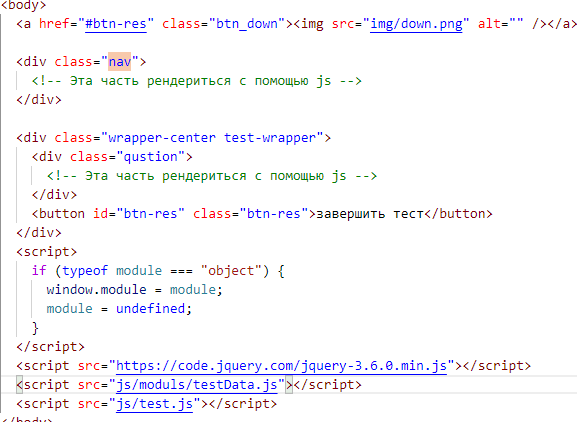 <body>
<a href="#btn-res" class="btn_down"><img src="img/down.png" alt="" /></a>
<div class="nav">
<!-- Эта часть рендериться с помощью js -->
</div>
<div class="wrapper-center test-wrapper">
<div class="qustion">
<!-- Эта часть рендериться с помощью js -->
</div>
<button id="btn-res" class="btn-res">завершить тест</button>
</div>
<script>
if (typeof module === "object") {
window.module = module;
module = undefined;
}
</script>
<script src="https://code.jquery.com/jquery-3.6.0.min.js"></script>
<script src="js/moduls/testData.js"></script>
<script src="js/test.js"></script>
</body>